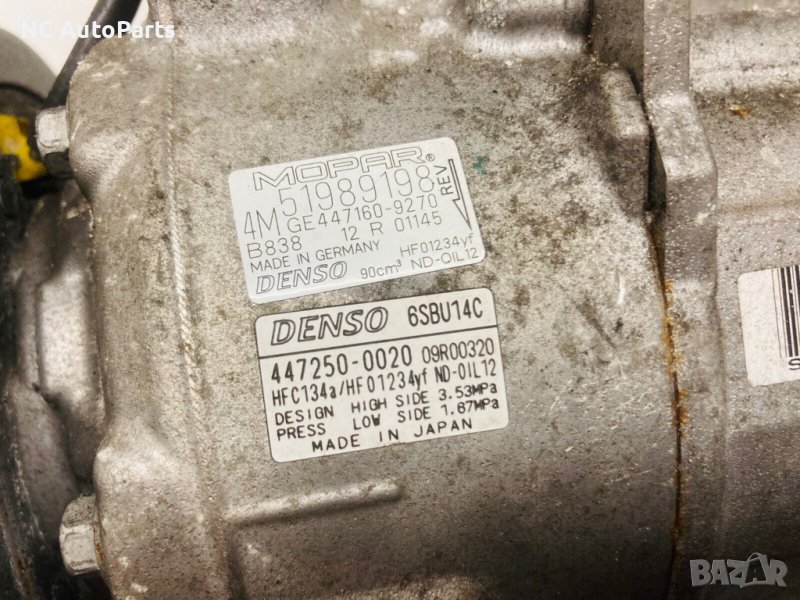 NC AutoParts
MOPAR®
4M 51989198 REV
GE447160-9270
B838 12 R 01145
MADE IN GERMANY HFO1234yf
DENSO 90cm³ ND-OIL12
DENSO 6SBU14C
447250-0020 09R00320
HFC134a/HFO1234yf ND-OIL12
DESIGN HIGH SIDE 3.53MPa
PRESS LOW SIDE 1.67MPa
MADE IN JAPAN
BAZAR